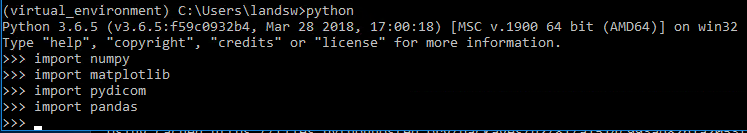 (virtual_environment) C:\Users\landsw>python
Python 3.6.5 (v3.6.5:f59c0932b4, Mar 28 2018, 17:00:18) [MSC v.1900 64 bit (AMD64)] on win32
Type "help", "copyright", "credits" or "license" for more information.
>>> import numpy
>>> import matplotlib
>>> import pydicom
>>> import pandas
>>>